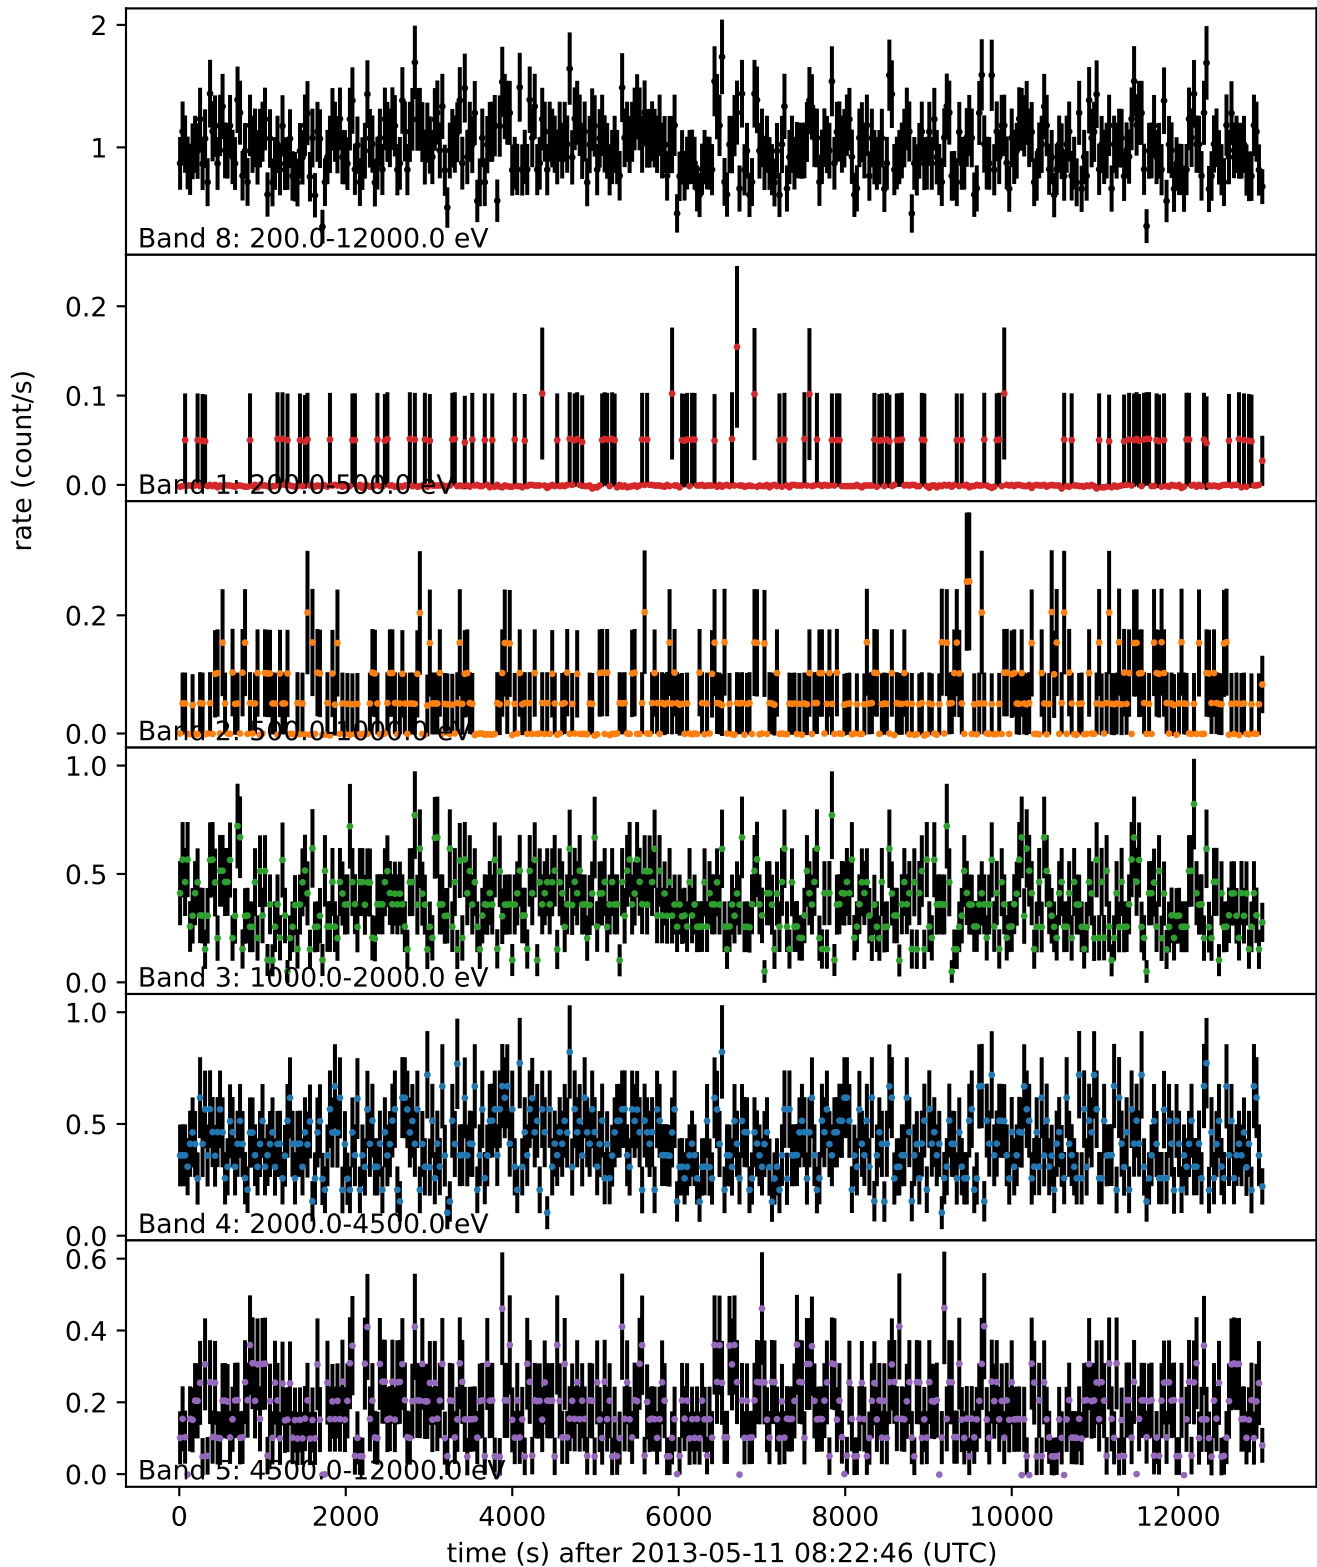 2
1
Band 8: 200.0-12000.0 eV
0.2
0.1
0.0
Band 1: 200.0-500.0 eV
rate (count/s)
0.2
0.0
Band 2: 500.0-1000.0 eV
1.0
0.5
0.0
Band 3: 1000.0-2000.0 eV
1.0
0.5
0.0
Band 4: 2000.0-4500.0 eV
0.6
0.4
0.2
0.0
Band 5: 4500.0-12000.0 eV
0 2000 4000 6000 8000 10000 12000
time (s) after 2013-05-11 08:22:46 (UTC)